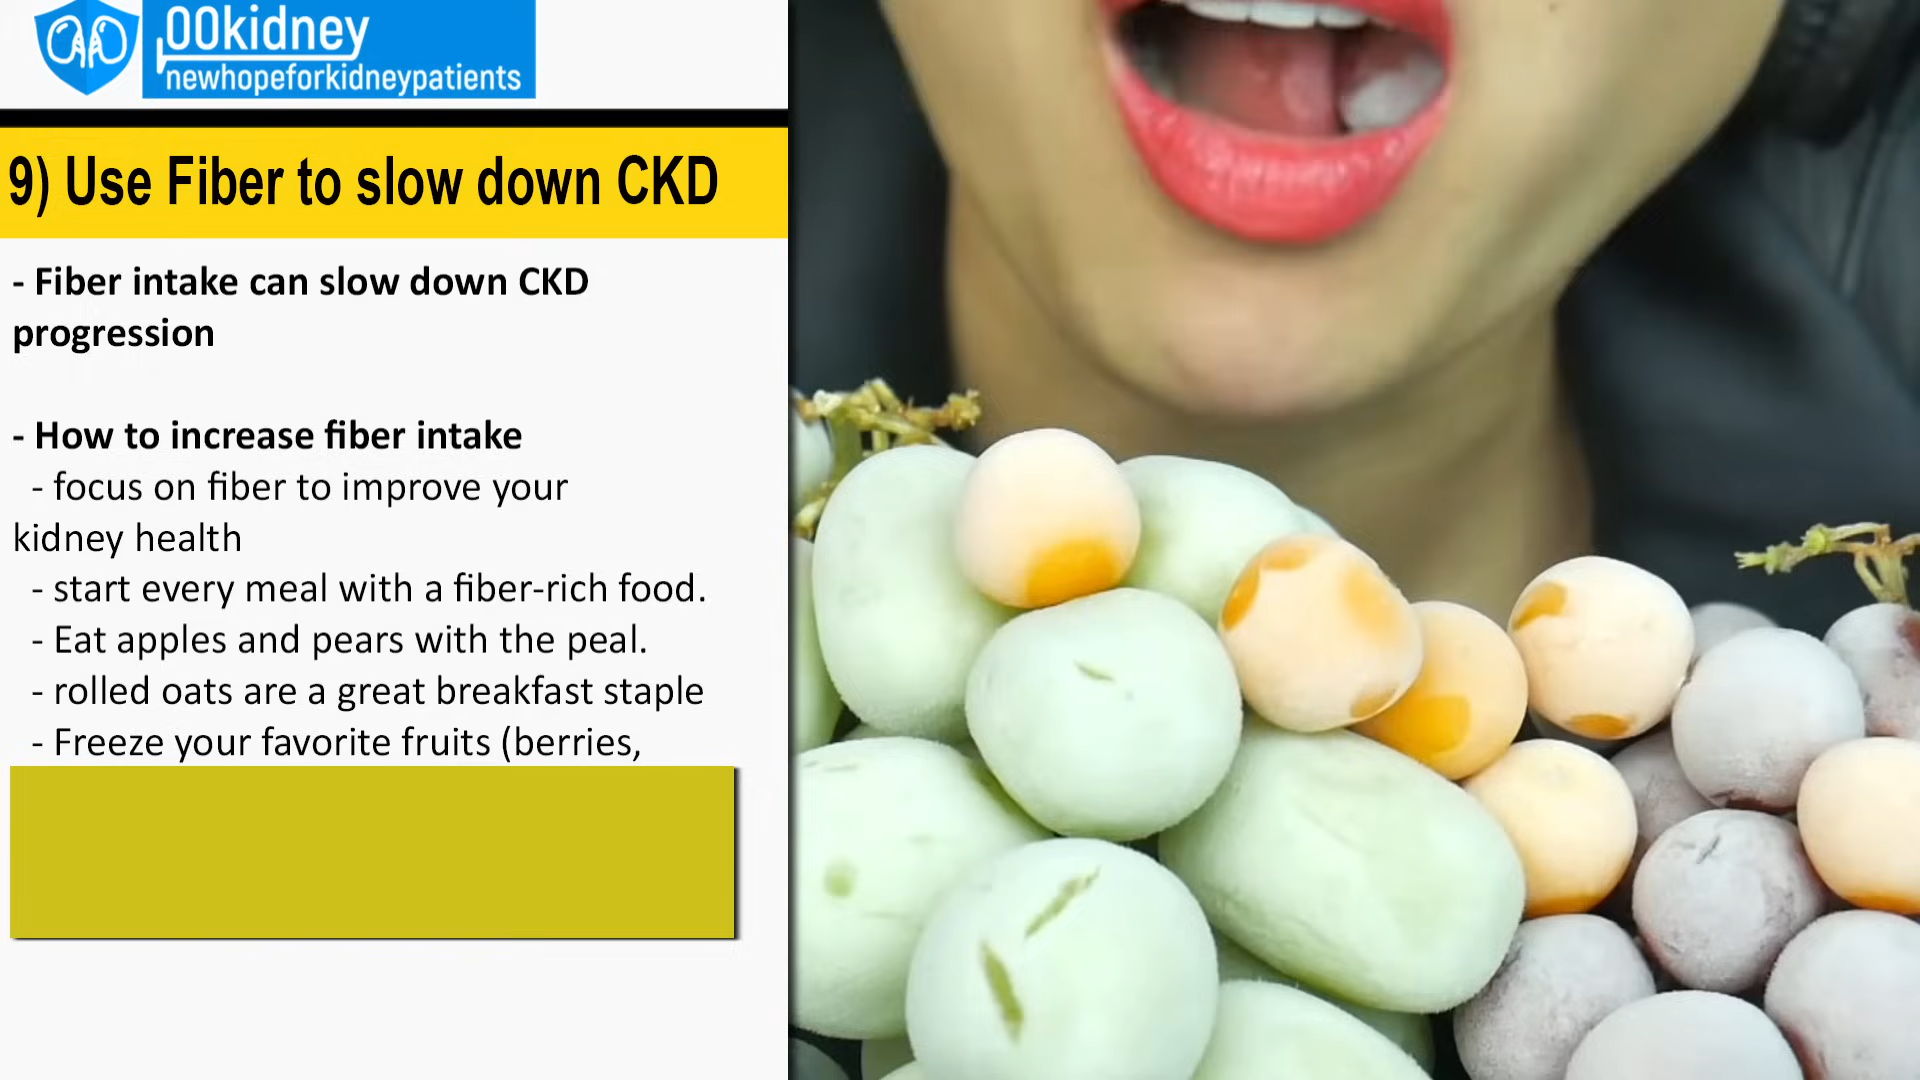 00kidney
newhopeforkidneypatients
9) Use Fiber to slow down CKD
- Fiber intake can slow down CKD
progression
- How to increase fiber intake
- focus on fiber to improve your
kidney health
- start every meal with a fiber-rich food.
- Eat apples and pears with the peal.
- rolled oats are a great breakfast staple
- Freeze your favorite fruits (berries,